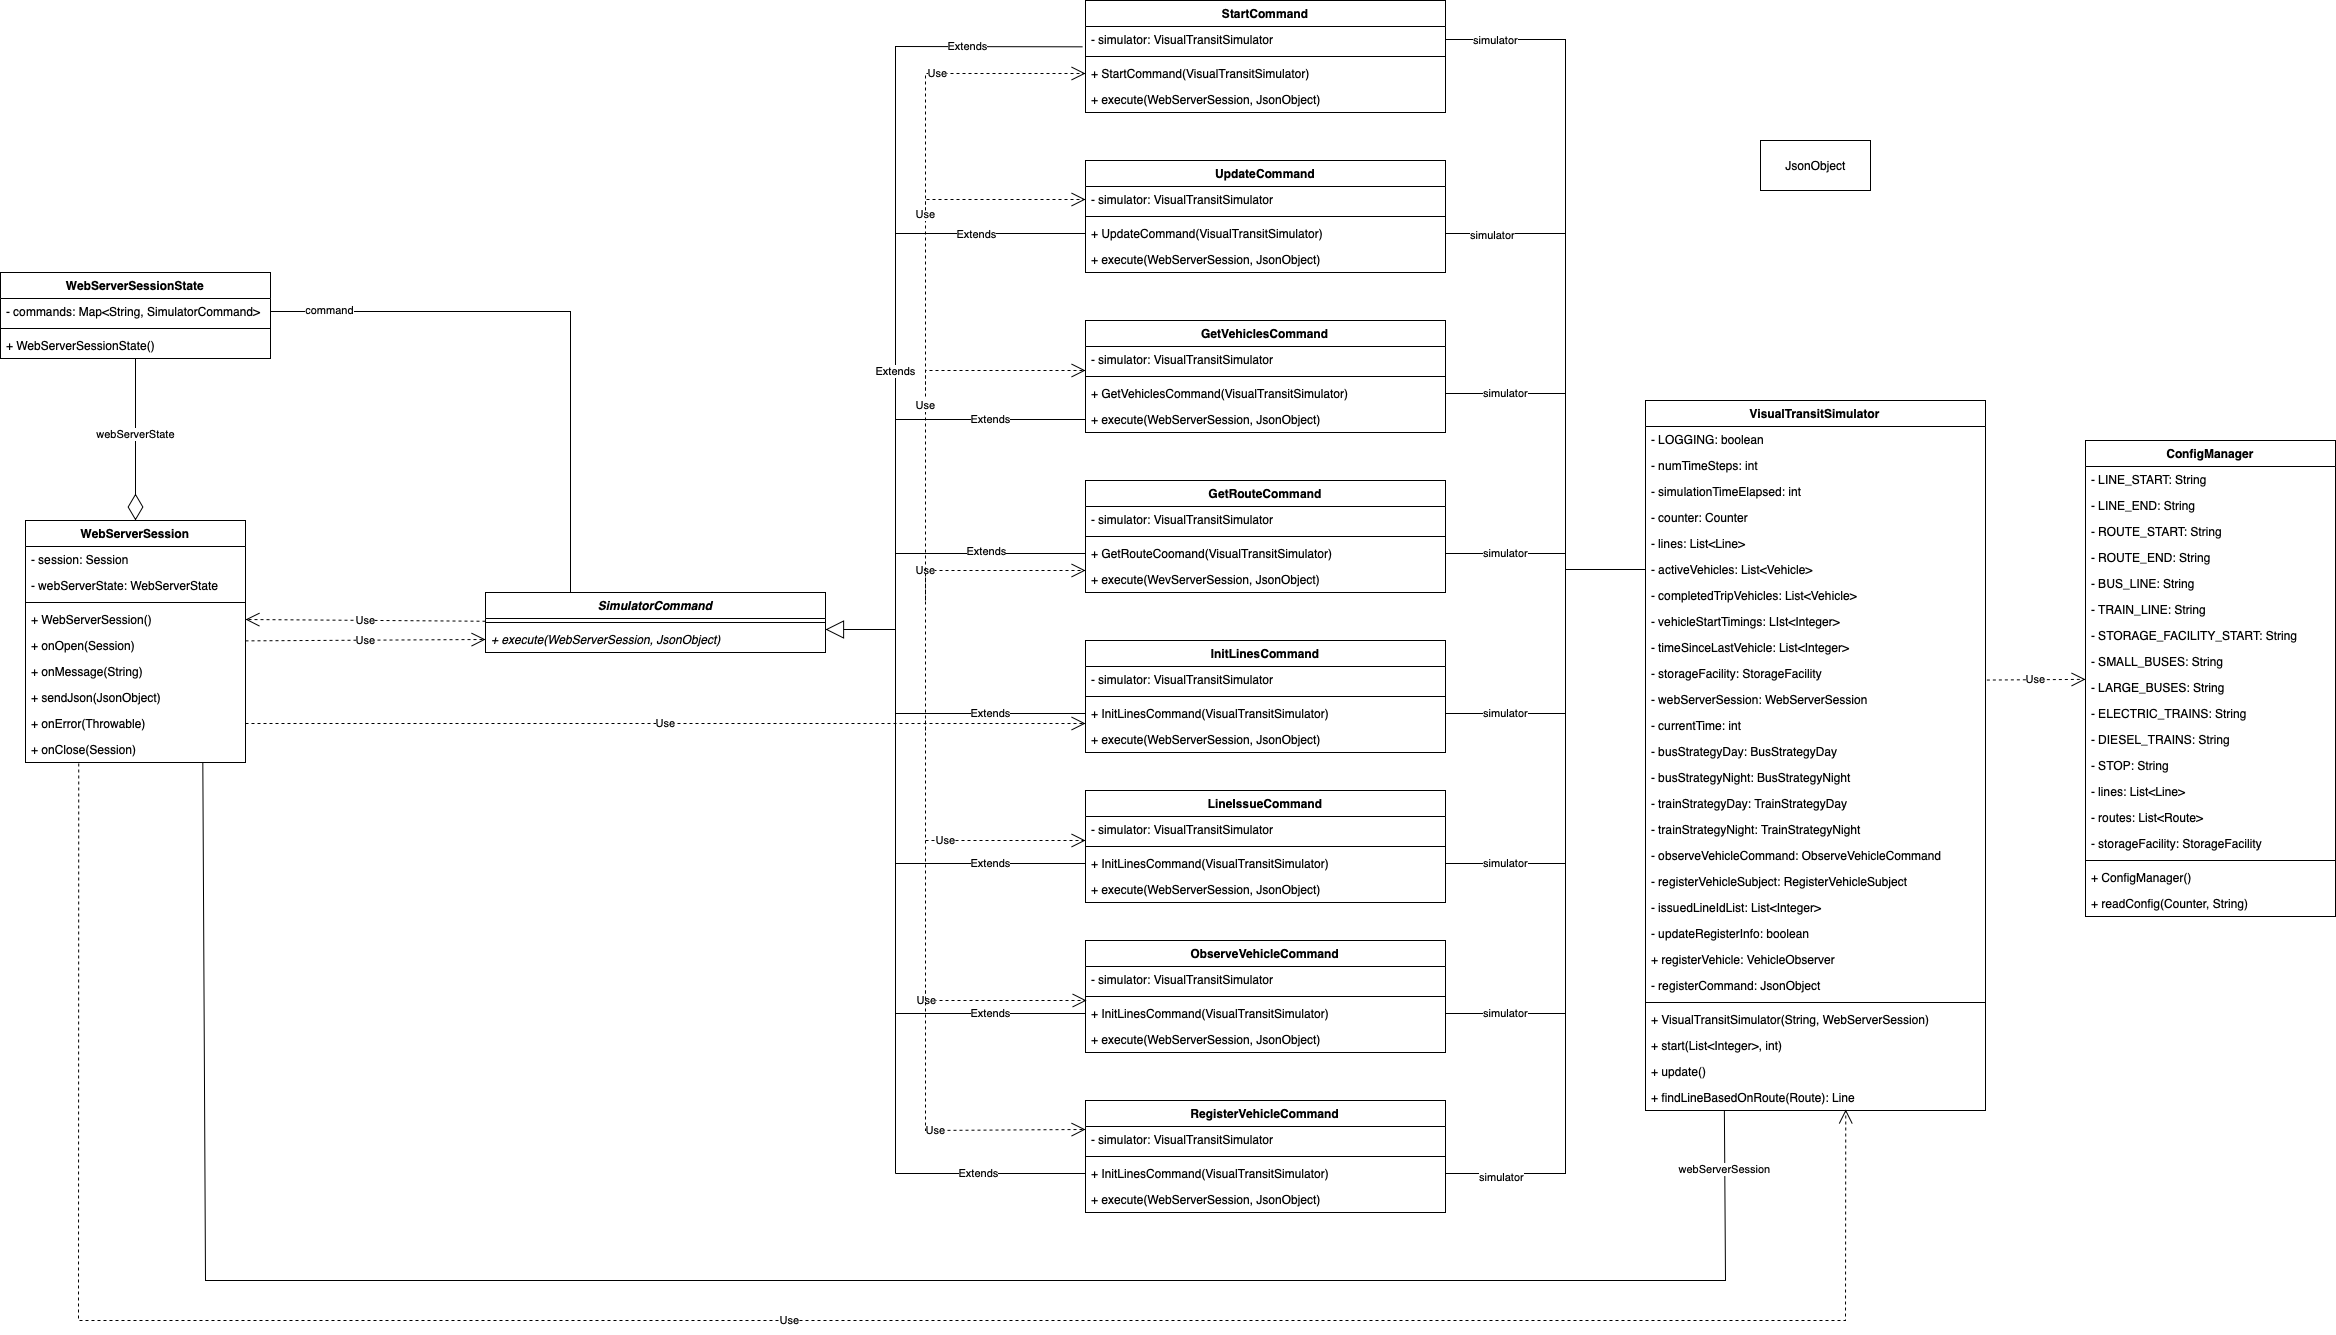 StartCommand
- simulator: VisualTransitSimulator
+ StartCommand(VisualTransitSimulator)
+ execute(WebServerSession, JsonObject)
Extends
Use
simulator
JsonObject
UpdateCommand
- simulator: VisualTransitSimulator
+ UpdateCommand(VisualTransitSimulator)
+ execute(WebServerSession, JsonObject)
Use
Extends
simulator
WebServerSessionState
- commands: Map<String, SimulatorCommand>
+ WebServerSessionState()
command
webServerState
GetVehiclesCommand
- simulator: VisualTransitSimulator
+ GetVehiclesCommand(VisualTransitSimulator)
+ execute(WebServerSession, JsonObject)
Extends
Use
Extends
simulator
GetRouteCommand
- simulator: VisualTransitSimulator
+ GetRouteCoomand(VisualTransitSimulator)
+ execute(WevServerSession, JsonObject)
Extends
Use
simulator
WebServerSession
- session: Session
- webServerState: WebServerState
+ WebServerSession()
+ onOpen(Session)
+ onMessage(String)
+ sendJson(JsonObject)
+ onError(Throwable)
+ onClose(Session)
Use
Use
SimulatorCommand
+ execute(WebServerSession, JsonObject)
InitLinesCommand
- simulator: VisualTransitSimulator
+ InitLinesCommand(VisualTransitSimulator)
+ execute(WebServerSession, JsonObject)
Extends
Use
simulator
LineIssueCommand
- simulator: VisualTransitSimulator
+ InitLinesCommand(VisualTransitSimulator)
+ execute(WebServerSession, JsonObject)
Use
Extends
simulator
ObserveVehicleCommand
- simulator: VisualTransitSimulator
+ InitLinesCommand(VisualTransitSimulator)
+ execute(WebServerSession, JsonObject)
Use
Extends
simulator
RegisterVehicleCommand
- simulator: VisualTransitSimulator
+ InitLinesCommand(VisualTransitSimulator)
+ execute(WebServerSession, JsonObject)
Use
Extends
simulator
VisualTransitSimulator
- LOGGING: boolean
- numTimeSteps: int
- simulationTimeElapsed: int
- counter: Counter
- lines: List<Line>
- activeVehicles: List<Vehicle>
- completedTripVehicles: List<Vehicle>
- vehicleStartTimings: LIst<Integer>
- timeSinceLastVehicle: List<Integer>
- storageFacility: StorageFacility
- webServerSession: WebServerSession
- currentTime: int
- busStrategyDay: BusStrategyDay
- busStrategyNight: BusStrategyNight
- trainStrategyDay: TrainStrategyDay
- trainStrategyNight: TrainStrategyNight
- observeVehicleCommand: ObserveVehicleCommand
- registerVehicleSubject: RegisterVehicleSubject
- issuedLineIdList: List<Integer>
- updateRegisterInfo: boolean
+ registerVehicle: VehicleObserver
- registerCommand: JsonObject
+ VisualTransitSimulator(String, WebServerSession)
+ start(List<Integer>, int)
+ update()
+ findLineBasedOnRoute(Route): Line
Use
ConfigManager
- LINE_START: String
- LINE_END: String
- ROUTE_START: String
- ROUTE_END: String
- BUS_LINE: String
- TRAIN_LINE: String
- STORAGE_FACILITY_START: String
- SMALL_BUSES: String
- LARGE_BUSES: String
- ELECTRIC_TRAINS: String
- DIESEL_TRAINS: String
- STOP: String
- lines: List<Line>
- routes: List<Route>
- storageFacility: StorageFacility
+ ConfigManager()
+ readConfig(Counter, String)
webServerSession
Use